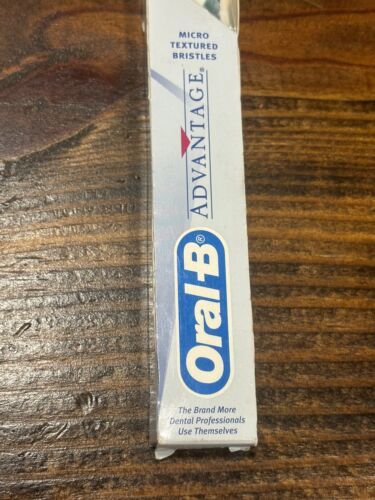 MICRO
TEXTURED
BRISTLES
ADVANTAGE®
Oral-B®
The Brand More
Dental Professionals
Use Themselves